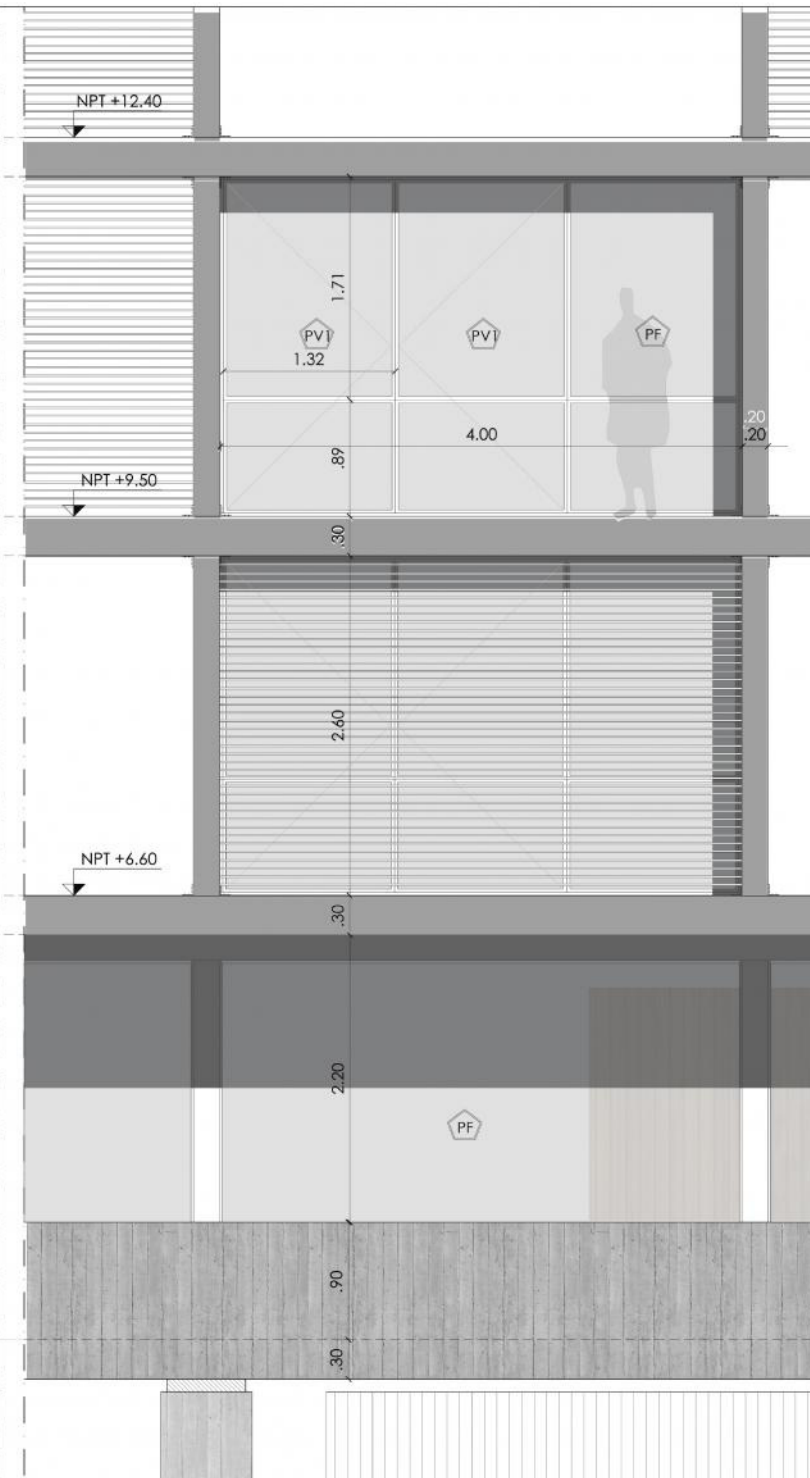 NPT +12.40
1.71
PV1
PV1
PF
1.32
.20
4.00
.20
.89
NPT +9.50
.30
2.60
NPT +6.60
.30
2.20
PF
.90
.30